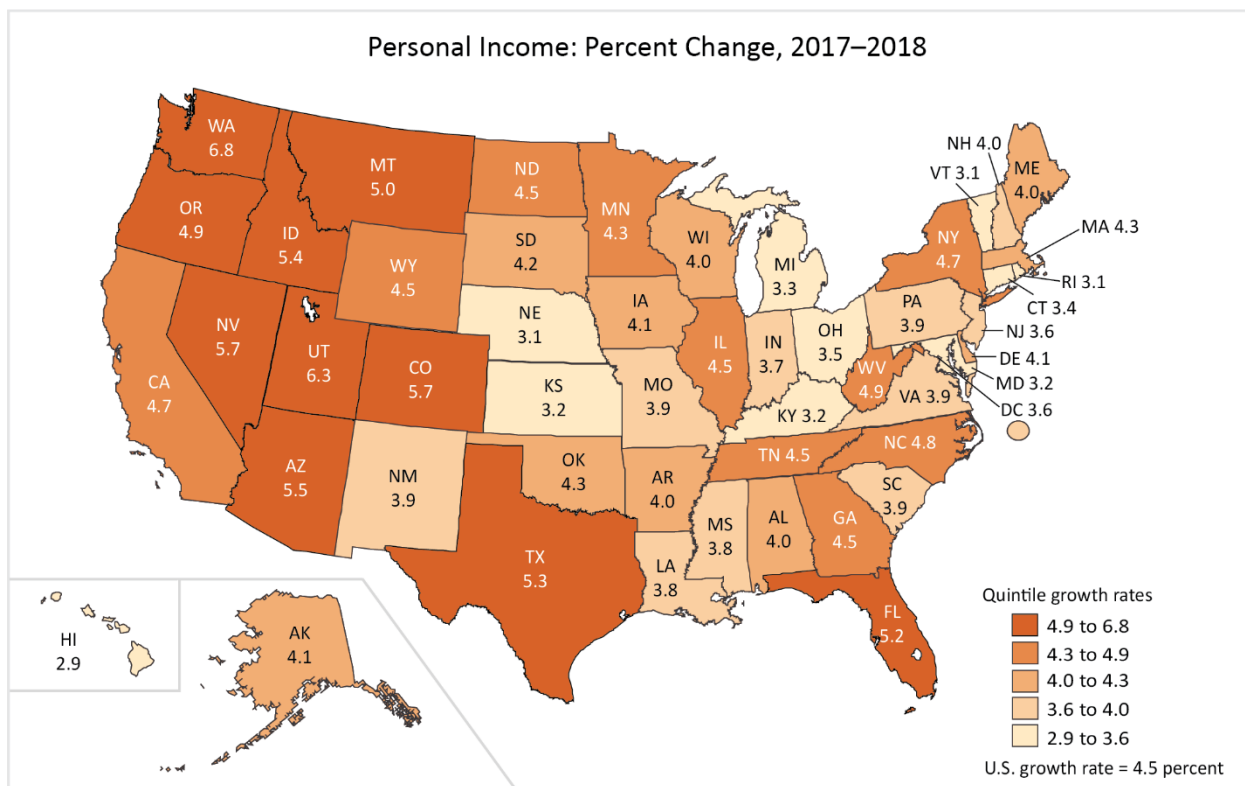 Personal Income: Percent Change, 2017–2018
WA
6.8
MT
5.0
ND
4.5
MN
4.3
NH 4.0
VT 3.1
ME
4.0
OR
4.9
ID
5.4
WY
4.5
SD
4.2
WI
4.0
MI
3.3
NY
4.7
MA 4.3
RI 3.1
CT 3.4
NJ 3.6
DE 4.1
MD 3.2
DC 3.6
PA
3.9
NV
5.7
UT
6.3
CO
5.7
NE
3.1
IA
4.1
IL
4.5
IN
3.7
OH
3.5
WV
4.9
VA 3.9
CA
4.7
KS
3.2
MO
3.9
KY 3.2
TN 4.5
NC 4.8
AZ
5.5
NM
3.9
OK
4.3
AR
4.0
SC
3.9
MS
3.8
AL
4.0
GA
4.5
TX
5.3
LA
3.8
FL
5.2
HI
2.9
AK
4.1
Quintile growth rates
4.9 to 6.8
4.3 to 4.9
4.0 to 4.3
3.6 to 4.0
2.9 to 3.6
U.S. growth rate = 4.5 percent